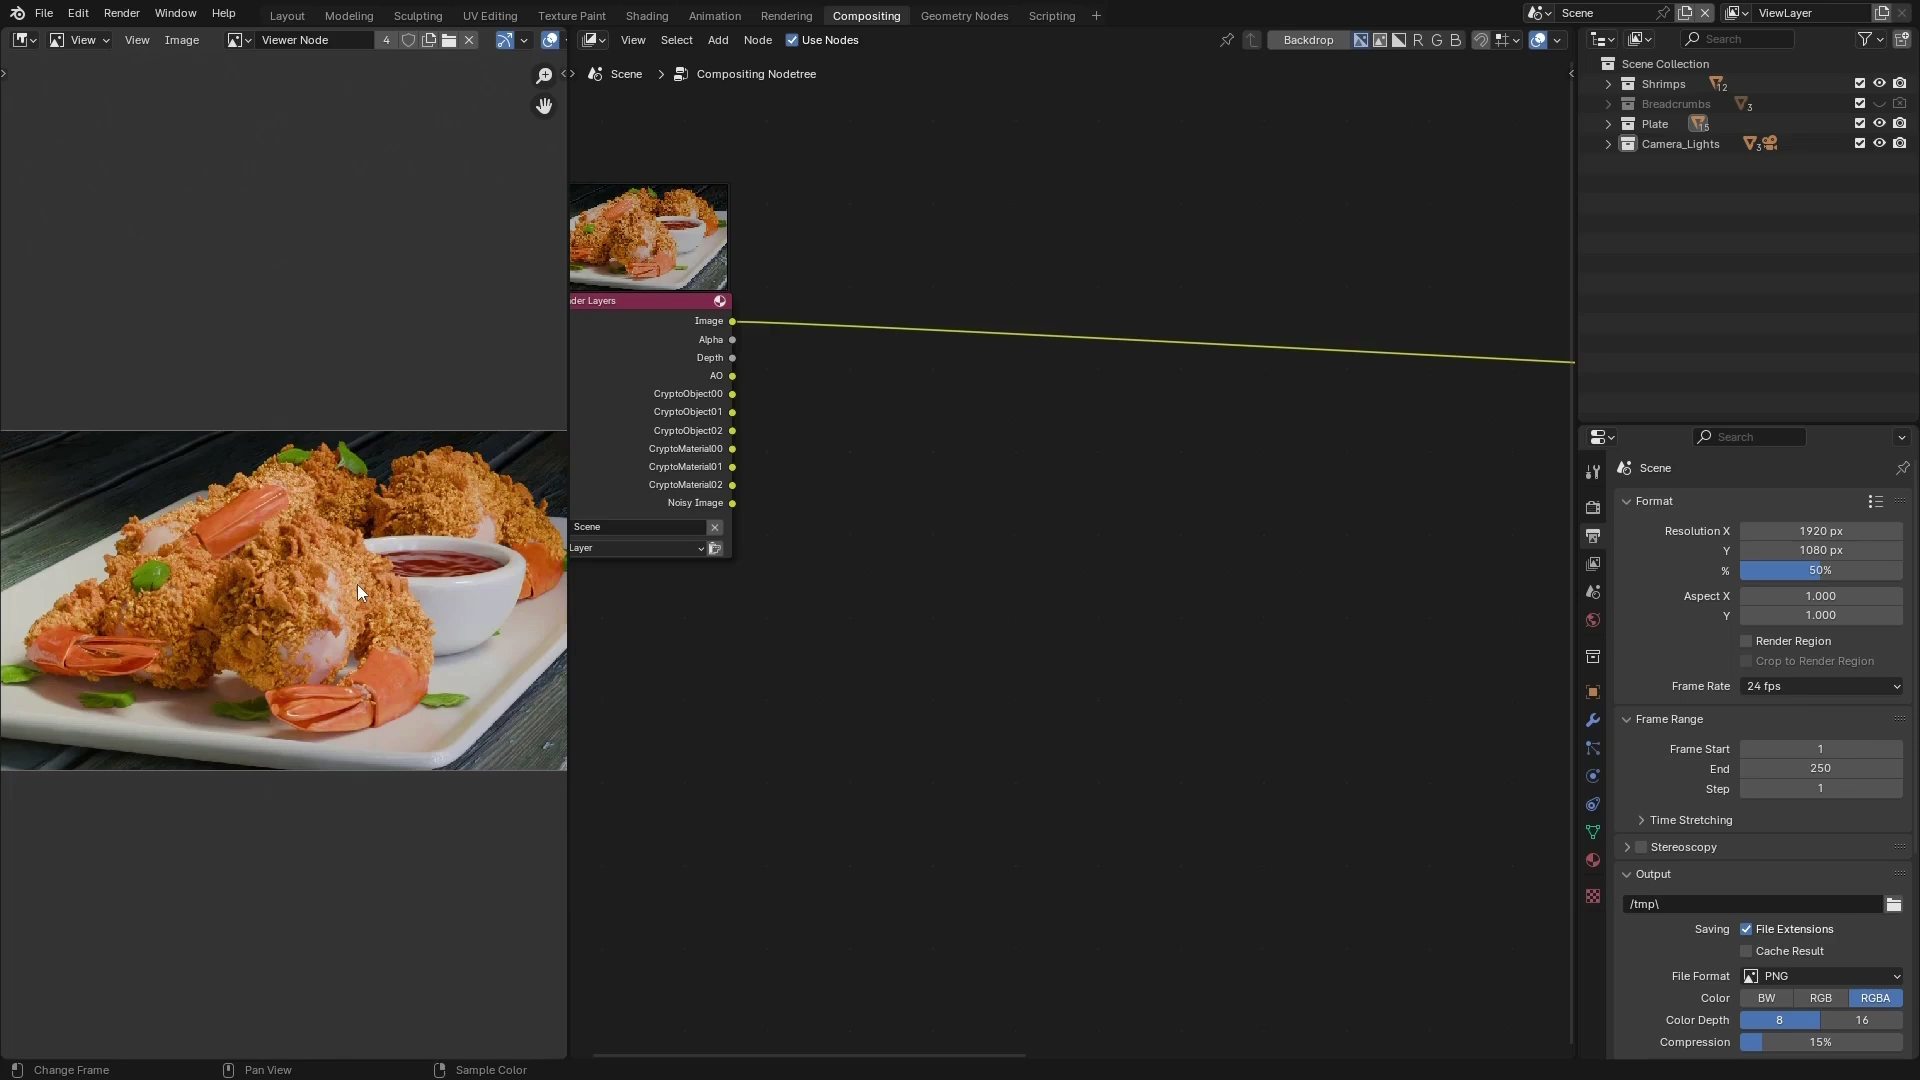 File Edit Render Window Help
Layout Modeling Sculpting UV Editing Texture Paint Shading Animation Rendering Compositing Geometry Nodes Scripting +
Scene
ViewLayer
View View Image
Viewer Node 4
View Select Add Node Use Nodes
Backdrop
R G B
Search
Scene > Compositing Nodetree
Scene Collection
Shrimps 12
Breadcrumbs 3
Plate 15
Camera_Lights 3
der Layers
Image
Alpha
Depth
AO
CryptoObject00
CryptoObject01
CryptoObject02
CryptoMaterial00
CryptoMaterial01
CryptoMaterial02
Noisy Image
Scene
Layer
Search
Scene
Format
Resolution X 1920 px
Y 1080 px
% 50%
Aspect X 1.000
Y 1.000
Render Region
Crop to Render Region
Frame Rate 24 fps
Frame Range
Frame Start 1
End 250
Step 1
Time Stretching
Stereoscopy
Output
/tmp\
Saving File Extensions
Cache Result
File Format PNG
Color BW RGB RGBA
Color Depth 8 16
Compression 15%
Change Frame Pan View Sample Color